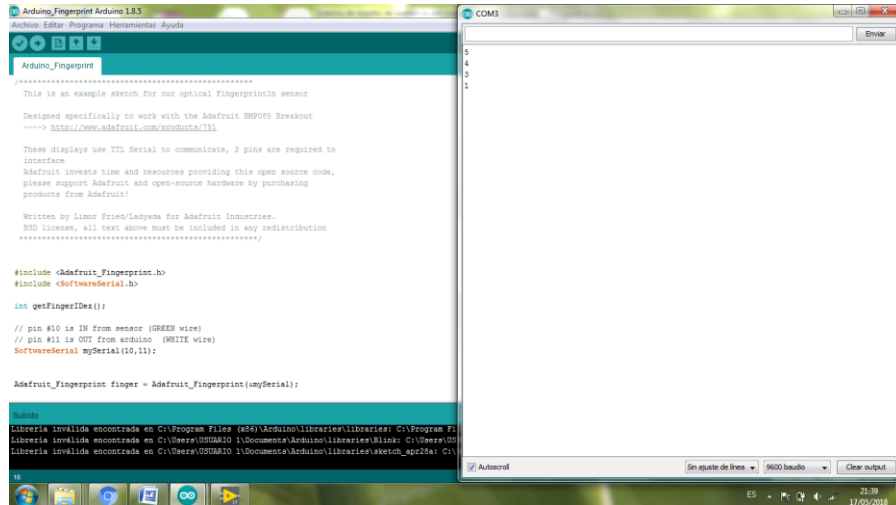 Arduino_Fingerprint Arduino 1.8.5
Archivo Editar Programa Herramientas Ayuda
Arduino_Fingerprint
/**************************************************
This is an example sketch for our optical Fingerprintln sensor
Designed specifically to work with the Adafruit BMP085 Breakout
----> http://www.adafruit.com/products/751
These displays use TTL Serial to communicate, 2 pins are required to
interface
Adafruit invests time and resources providing this open source code,
please support Adafruit and open-source hardware by purchasing
products from Adafruit!
Written by Limor Fried/Ladyada for Adafruit Industries.
BSD license, all text above must be included in any redistribution
****************************************************/
#include <Adafruit_Fingerprint.h>
#include <SoftwareSerial.h>
int getFingerIDez();
// pin #10 is IN from sensor (GREEN wire)
// pin #11 is OUT from arduino (WHITE wire)
SoftwareSerial mySerial(10,11);
Adafruit_Fingerprint finger = Adafruit_Fingerprint(&mySerial);
Subido
Librería inválida encontrada en C:\Program Files (x86)\Arduino\libraries\libraries: C:\Program Fi
Librería inválida encontrada en C:\Users\USUARIO 1\Documents\Arduino\libraries\Blink: C:\Users\US
Librería inválida encontrada en C:\Users\USUARIO 1\Documents\Arduino\libraries\sketch_apr28a: C:\
18
COM3
Enviar
5
4
3
1
Autoscroll
Sin ajuste de línea
9600 baudio
Clear output
ES
21:39
17/05/2018